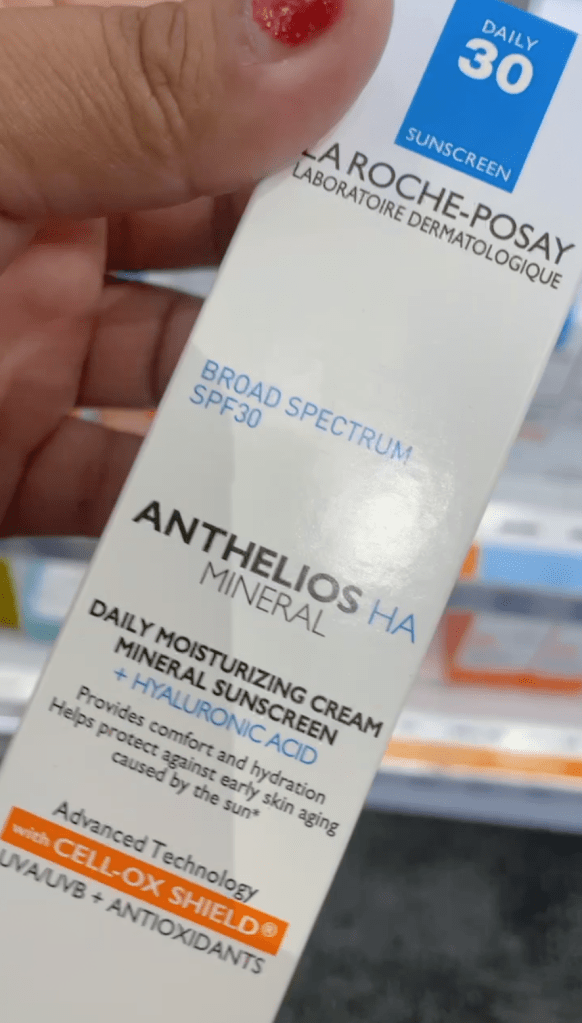 DAILY
30
SUNSCREEN
LA ROCHE-POSAY
LABORATOIRE DERMATOLOGIQUE
BROAD SPECTRUM
SPF30
ANTHELIOS HA
MINERAL
DAILY MOISTURIZING CREAM
MINERAL SUNSCREEN
+ HYALURONIC ACID
Provides comfort and hydration
Helps protect against early skin aging
caused by the sun*
Advanced Technology
with CELL-OX SHIELD®
UVA/UVB + ANTIOXIDANTS